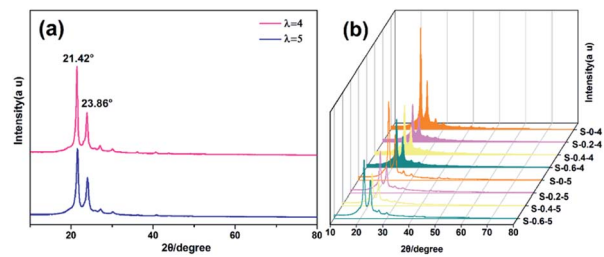 (a)
λ=4
λ=5
21.42°
23.86°
Intensity(a u)
20
40
60
80
2θ/degree
(b)
Intensity(a u)
S-0-4
S-0.2-4
S-0.4-4
S-0.6-4
S-0-5
S-0.2-5
S-0.4-5
S-0.6-5
10
20
30
40
50
60
70
80
2θ/degree